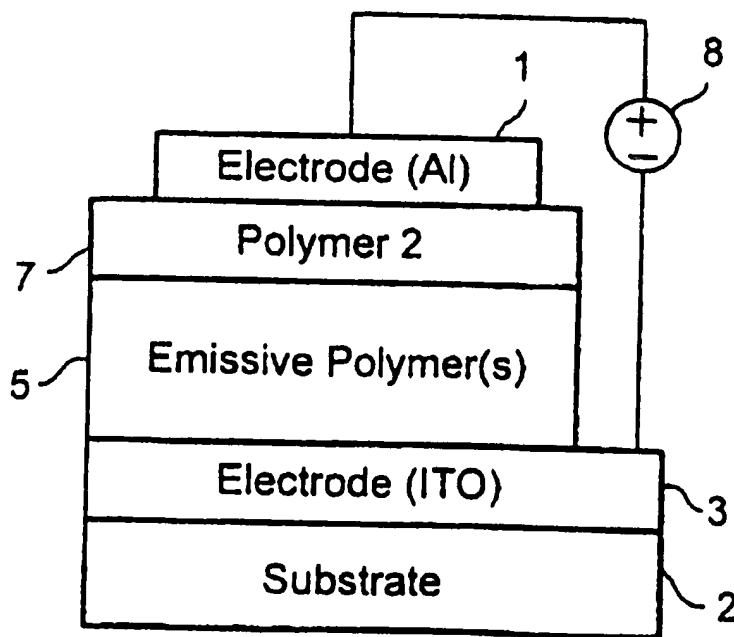 8
1
+
−
Electrode (Al)
Polymer 2
7
Emissive Polymer(s)
5
Electrode (ITO)
3
Substrate
2